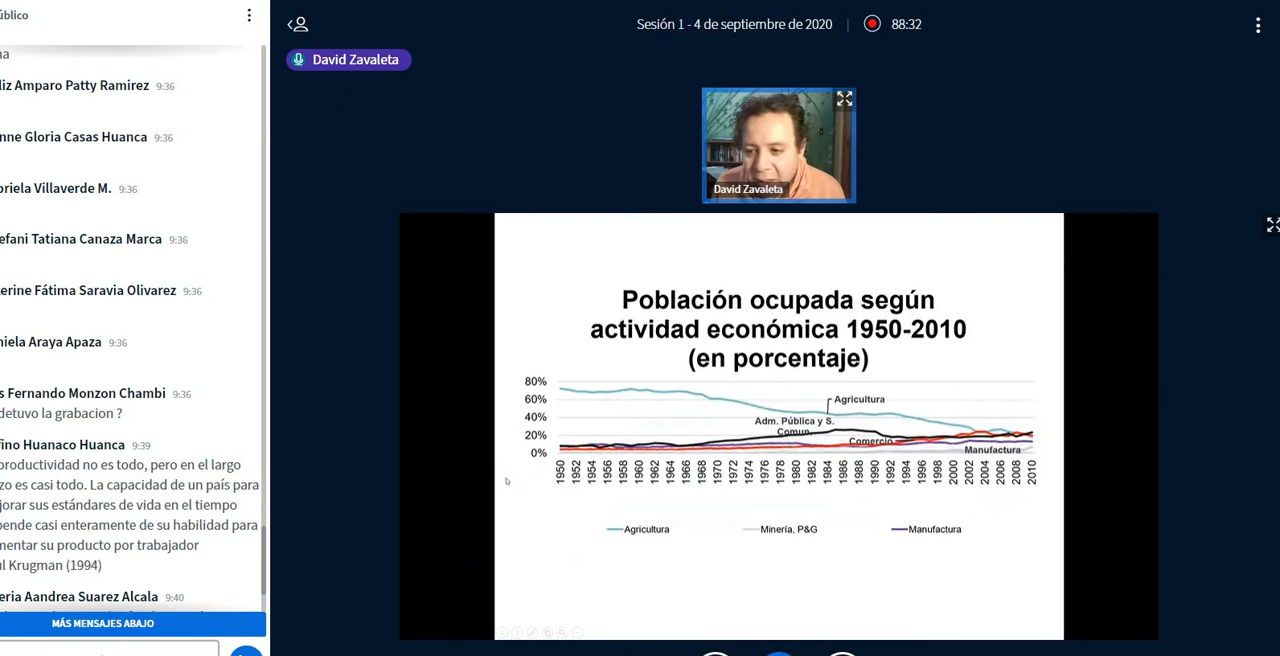 úblico
na
liz Amparo Patty Ramirez 9:36
nne Gloria Casas Huanca 9:36
briela Villaverde M. 9:36
efani Tatiana Canaza Marca 9:36
erine Fátima Saravia Olivarez 9:36
niela Araya Apaza 9:36
s Fernando Monzon Chambi 9:36
detuvo la grabacion ?
fino Huanaco Huanca 9:39
productividad no es todo, pero en el largo
zo es casi todo. La capacidad de un país para
jorar sus estándares de vida en el tiempo
pende casi enteramente de su habilidad para
mentar su producto por trabajador
ul Krugman (1994)
eria Aandrea Suarez Alcala 9:40
MÁS MENSAJES ABAJO
Sesión 1 - 4 de septiembre de 2020 88:32
David Zavaleta
David Zavaleta
Población ocupada según
actividad económica 1950-2010
(en porcentaje)
80%
60%
40%
20%
0%
Agricultura
Adm. Pública y S.
Comun.
Comercio
Manufactura
1950 1952 1954 1956 1958 1960 1962 1964 1966 1968 1970 1972 1974 1976 1978 1980 1982 1984 1986 1988 1990 1992 1994 1996 1998 2000 2002 2004 2006 2008 2010
Agricultura Minería, P&G Manufactura